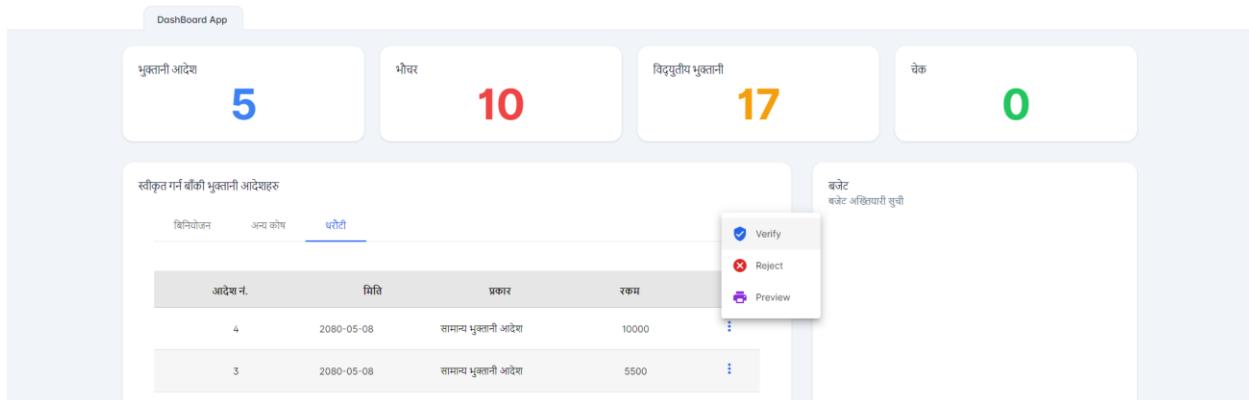 DashBoard App
भुक्तानी आदेश
5
भौचर
10
विद्युतीय भुक्तानी
17
चेक
0
स्वीकृत गर्न बाँकी भुक्तानी आदेशहरु
बिनियोजन अन्य कोष धरौटी
Verify
Reject
Preview
आदेश नं. मिति प्रकार रकम
4 2080-05-08 सामान्य भुक्तानी आदेश 10000
3 2080-05-08 सामान्य भुक्तानी आदेश 5500
बजेट
बजेट अख्तियारी सुची